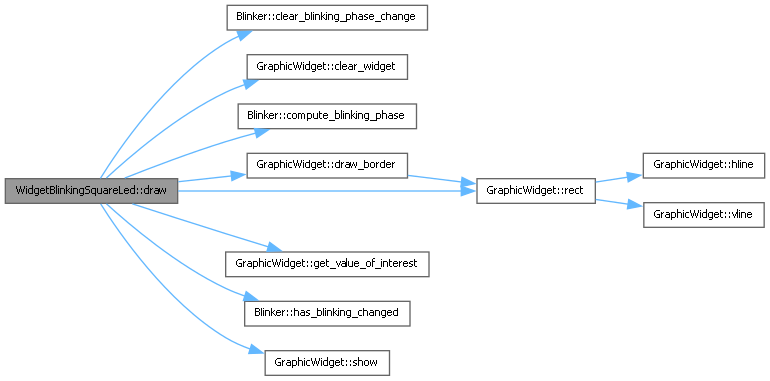 Blinker::clear_blinking_phase_change
GraphicWidget::clear_widget
Blinker::compute_blinking_phase
GraphicWidget::draw_border
GraphicWidget::hline
WidgetBlinkingSquareLed::draw
GraphicWidget::rect
GraphicWidget::vline
GraphicWidget::get_value_of_interest
Blinker::has_blinking_changed
GraphicWidget::show